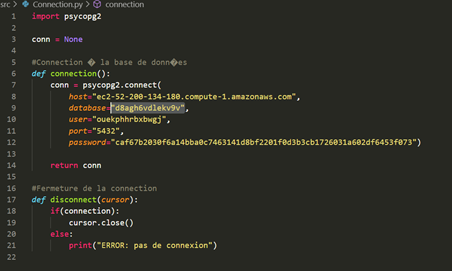 src > Connection.py > connection
1 import psycopg2
2
3 conn = None
4
5 #Connection � la base de donn�es
6 def connection():
7 conn = psycopg2.connect(
8 host="ec2-52-200-134-180.compute-1.amazonaws.com",
9 database="d8agh6vdlekv9v",
10 user="ouekphhrbxbwgj",
11 port="5432",
12 password="caf67b2030f6a14bba0c7463141d8bf2201f0d3b3cb1726031a602df6453f073")
13
14 return conn
15
16 #Fermeture de la connection
17 def disconnect(cursor):
18 if(connection):
19 cursor.close()
20 else:
21 print("ERROR: pas de connexion")
22